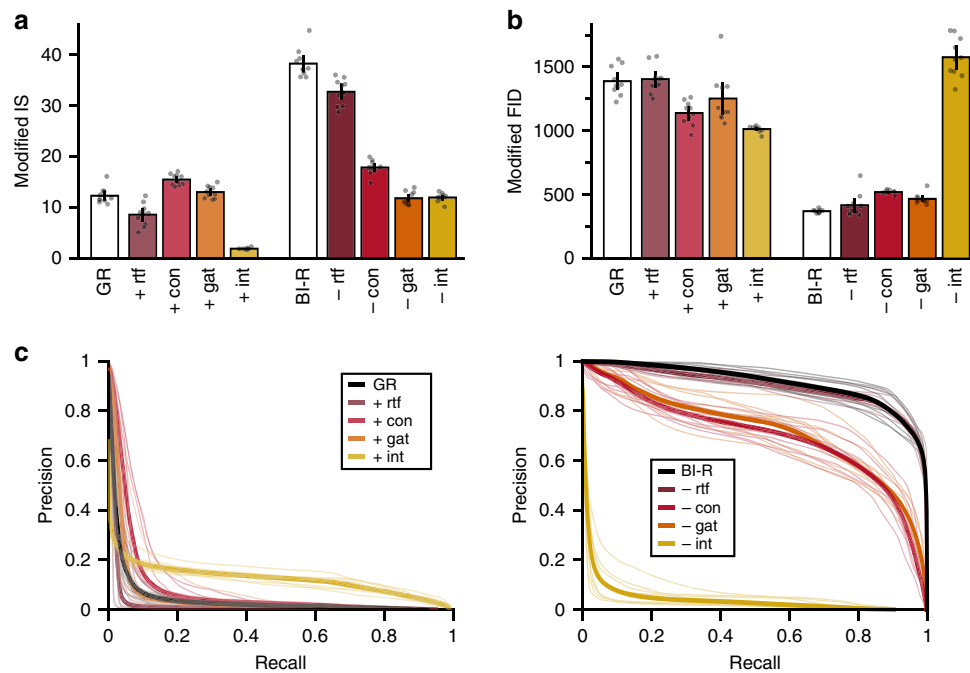 a
Modified IS
40
30
20
10
0
GR
+ rtf
+ con
+ gat
+ int
BI-R
– rtf
– con
– gat
– int
b
Modified FID
1500
1000
500
0
GR
+ rtf
+ con
+ gat
+ int
BI-R
– rtf
– con
– gat
– int
c
Precision
1
0.8
0.6
0.4
0.2
0
0 0.2 0.4 0.6 0.8 1
Recall
GR
+ rtf
+ con
+ gat
+ int
Precision
1
0.8
0.6
0.4
0.2
0
0 0.2 0.4 0.6 0.8 1
Recall
BI-R
– rtf
– con
– gat
– int